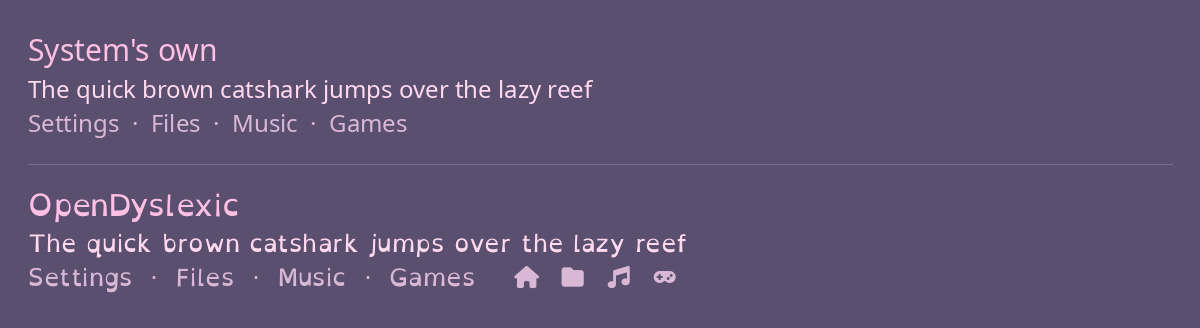 System's own
The quick brown catshark jumps over the lazy reef
Settings · Files · Music · Games
OpenDyslexic
The quick brown catshark jumps over the lazy reef
Settings · Files · Music · Games